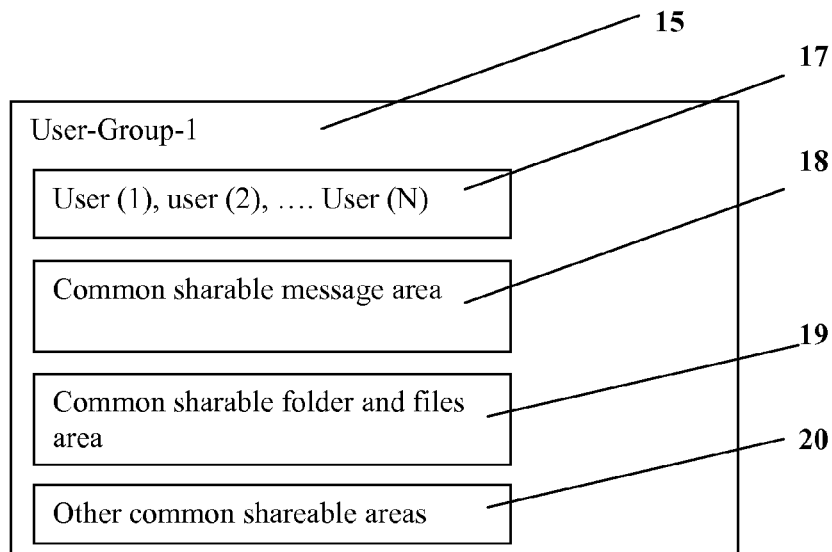 15
17
User-Group-1
18
User (1), user (2), .... User (N)
Common sharable message area
19
Common sharable folder and files
area
20
Other common shareable areas